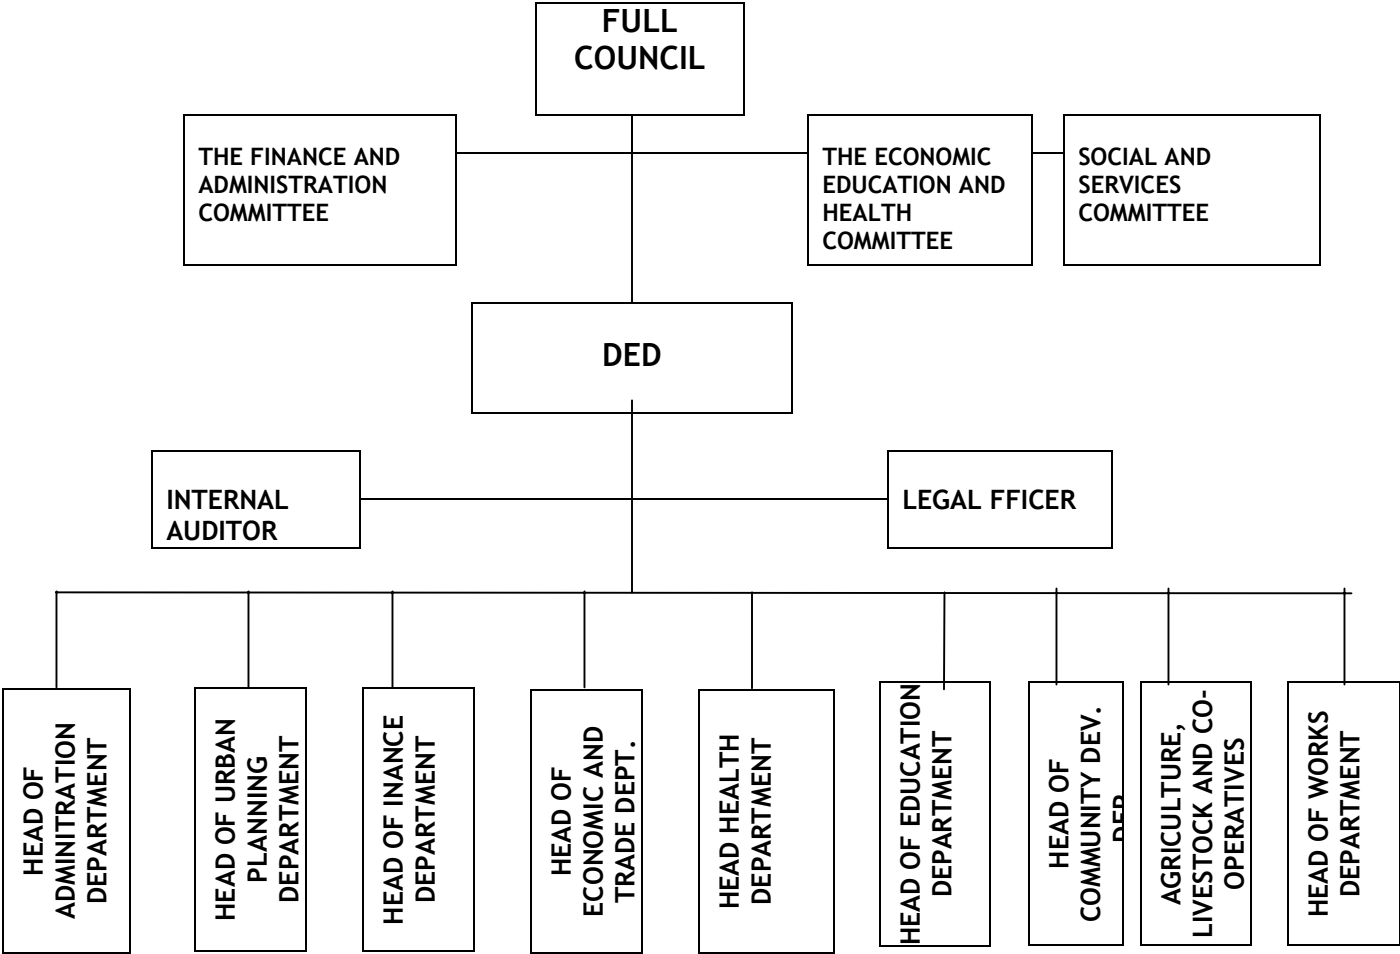 FULL
COUNCIL
THE FINANCE AND
ADMINISTRATION
COMMITTEE
THE ECONOMIC
EDUCATION AND
HEALTH
COMMITTEE
SOCIAL AND
SERVICES
COMMITTEE
DED
INTERNAL
AUDITOR
LEGAL FFICER
HEAD OF
ADMINITRATION
DEPARTMENT
HEAD OF URBAN
PLANNING
DEPARTMENT
HEAD OF INANCE
DEPARTMENT
HEAD OF
ECONOMIC AND
TRADE DEPT.
HEAD HEALTH
DEPARTMENT
HEAD OF EDUCATION
DEPARTMENT
HEAD OF
COMMUNITY DEV.
AGRICULTURE,
LIVESTOCK AND CO-
OPERATIVES
HEAD OF WORKS
DEPARTMENT